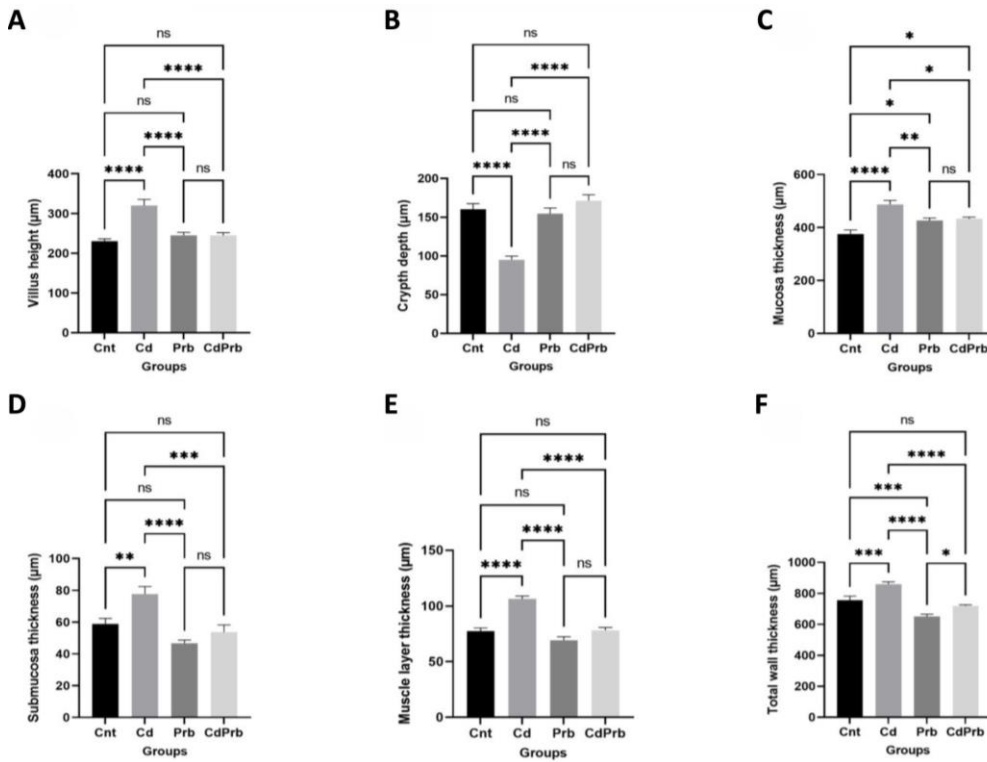 A
ns
****
ns
****
****
ns
Villus height (µm)
400
300
200
100
0
Cnt Cd Prb CdPrb
Groups
B
ns
****
ns
****
****
ns
Crypth depth (µm)
200
150
100
50
0
Cnt Cd Prb CdPrb
Groups
C
*
*
*
**
****
ns
Mucosa thickness (µm)
600
400
200
0
Cnt Cd Prb CdPrb
Groups
D
ns
***
ns
****
**
ns
Submucosa thickness (µm)
100
80
60
40
20
0
Cnt Cd Prb CdPrb
Groups
E
ns
****
ns
****
****
ns
Muscle layer thickness (µm)
150
100
50
0
Cnt Cd Prb CdPrb
Groups
F
ns
****
***
****
***
*
Total wall thickness (µm)
1000
800
600
400
200
0
Cnt Cd Prb CdPrb
Groups